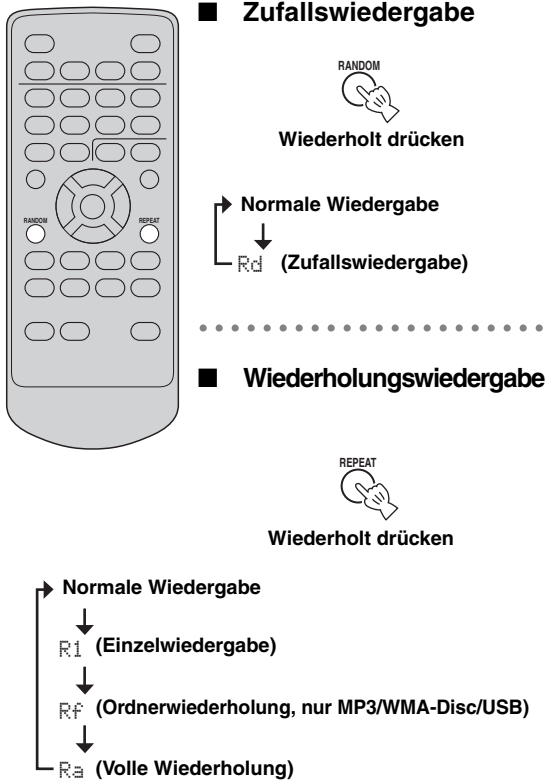 ■ Zufallswiedergabe
RANDOM
Wiederholt drücken
RANDOM
REPEAT
Normale Wiedergabe
Rd (Zufallswiedergabe)
■ Wiederholungswiedergabe
REPEAT
Wiederholt drücken
Normale Wiedergabe
R1 (Einzelwiedergabe)
Rf (Ordnerwiederholung, nur MP3/WMA-Disc/USB)
Ra (Volle Wiederholung)